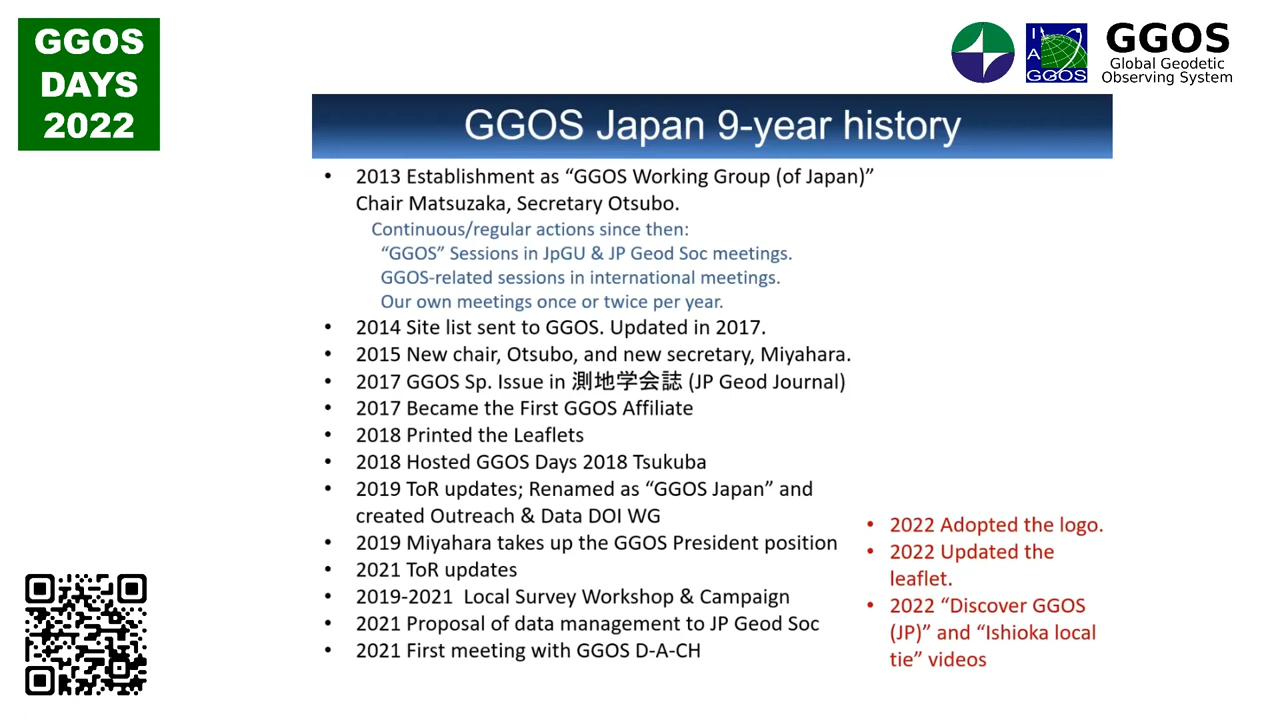 GGOS
DAYS
2022
I
A
G
GGOS
GGOS
Global Geodetic
Observing System
GGOS Japan 9-year history
• 2013 Establishment as “GGOS Working Group (of Japan)”
Chair Matsuzaka, Secretary Otsubo.
Continuous/regular actions since then:
“GGOS” Sessions in JpGU & JP Geod Soc meetings.
GGOS-related sessions in international meetings.
Our own meetings once or twice per year.
• 2014 Site list sent to GGOS. Updated in 2017.
• 2015 New chair, Otsubo, and new secretary, Miyahara.
• 2017 GGOS Sp. Issue in 測地学会誌 (JP Geod Journal)
• 2017 Became the First GGOS Affiliate
• 2018 Printed the Leaflets
• 2018 Hosted GGOS Days 2018 Tsukuba
• 2019 ToR updates; Renamed as “GGOS Japan” and
created Outreach & Data DOI WG
• 2019 Miyahara takes up the GGOS President position
• 2021 ToR updates
• 2019-2021 Local Survey Workshop & Campaign
• 2021 Proposal of data management to JP Geod Soc
• 2021 First meeting with GGOS D-A-CH
• 2022 Adopted the logo.
• 2022 Updated the
leaflet.
• 2022 “Discover GGOS
(JP)” and “Ishioka local
tie” videos